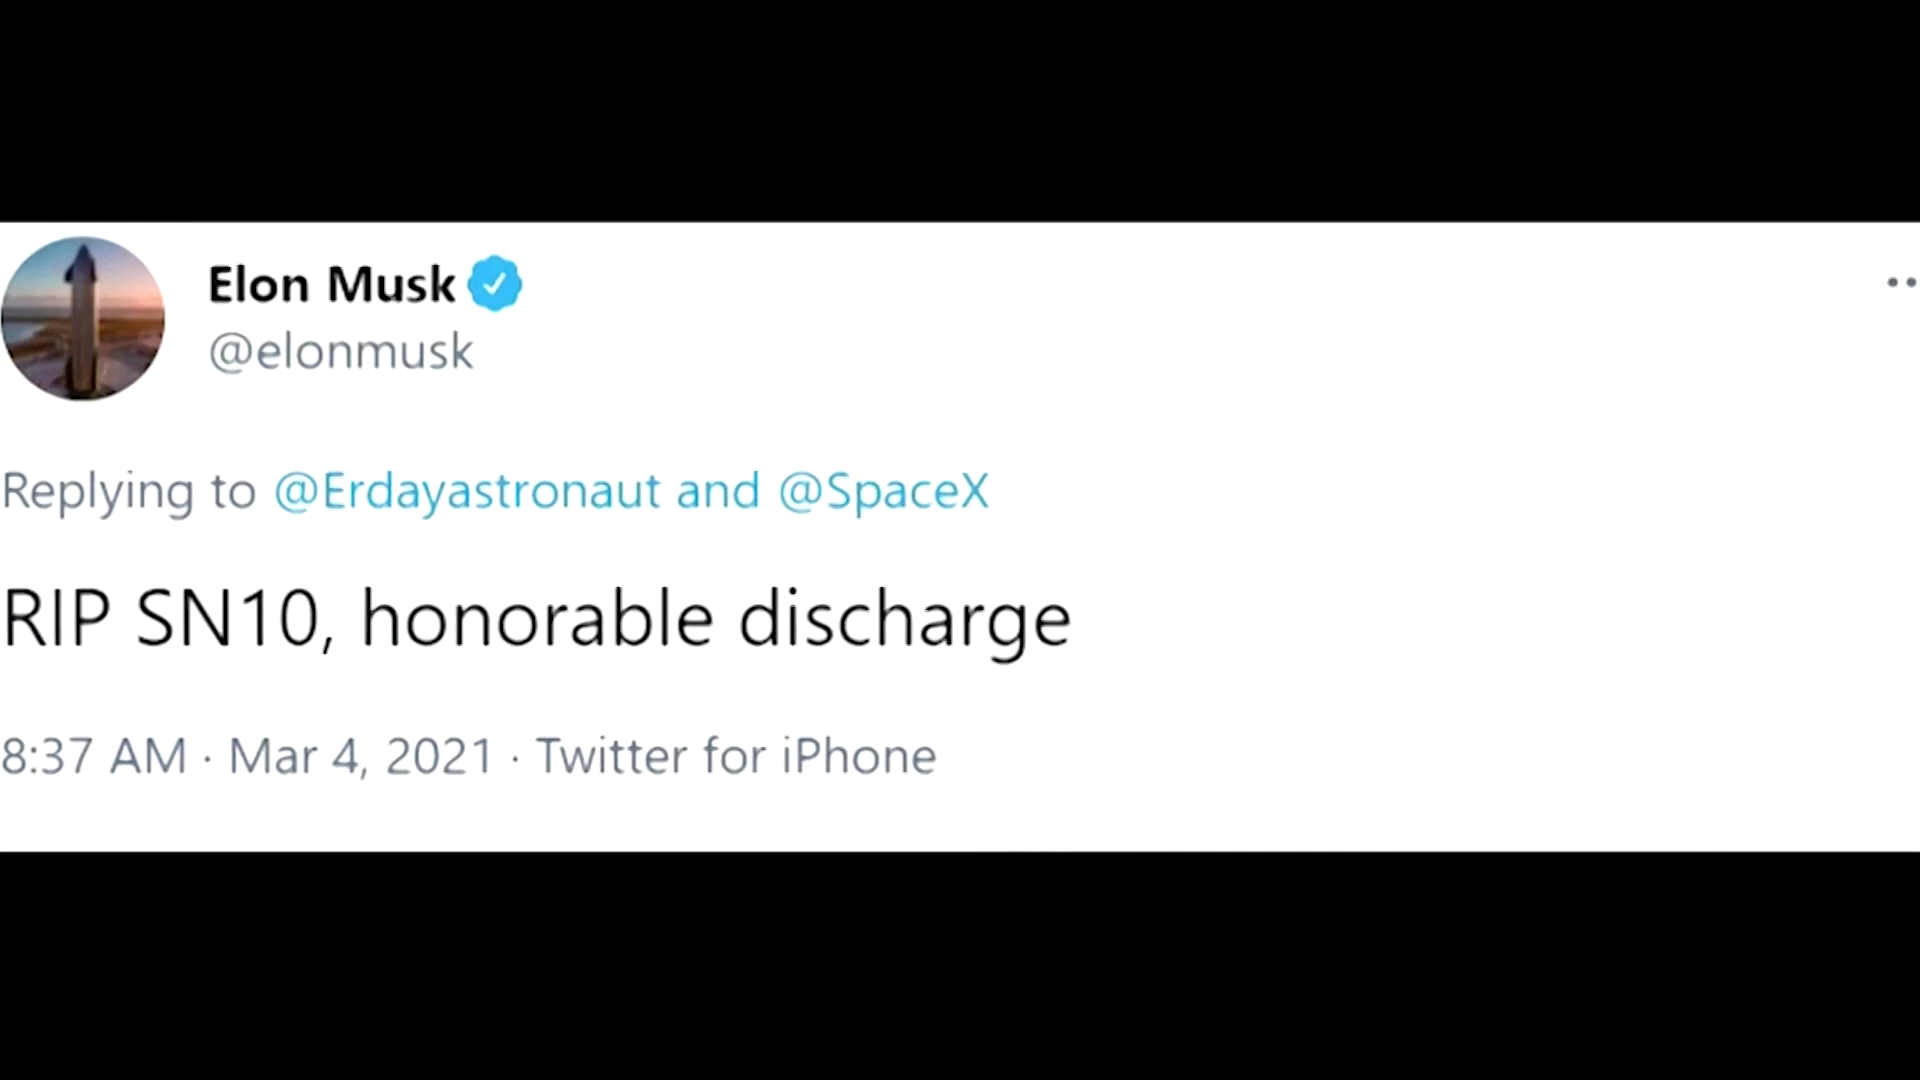 Elon Musk
@elonmusk
Replying to @Erdayastronaut and @SpaceX
RIP SN10, honorable discharge
8:37 AM · Mar 4, 2021 · Twitter for iPhone